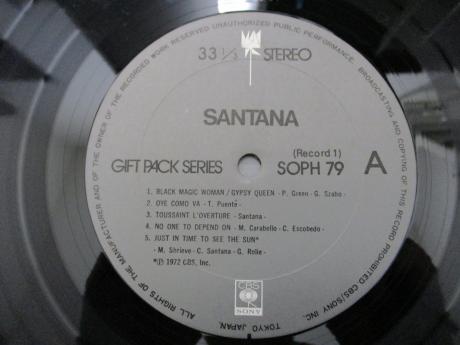 ALL RIGHTS OF THE MANUFACTURER AND OF THE OWNER OF THE RECORDED WORK RESERVED UNAUTHORIZED PUBLIC PERFORMANCE, BROADCASTING AND COPYING OF THIS RECORD PROHIBITED CBS/SONY INC. TOKYO JAPAN.
33 1/3 STEREO
SANTANA
GIFT PACK SERIES
(Record 1)
SOPH 79
A
1. BLACK MAGIC WOMAN/GYPSY QUEEN - P. Green - G. Szabo -
2. OYE COMO VA - T. Puenté -
3. TOUSSAINT L'OVERTURE - Santana -
4. NO ONE TO DEPEND ON - M. Carabello - C. Escobedo -
5. JUST IN TIME TO SEE THE SUN*
- M. Shrieve - C. Santana - G. Rolie -
*Ⓟ 1972 CBS, Inc.
CBS
SONY